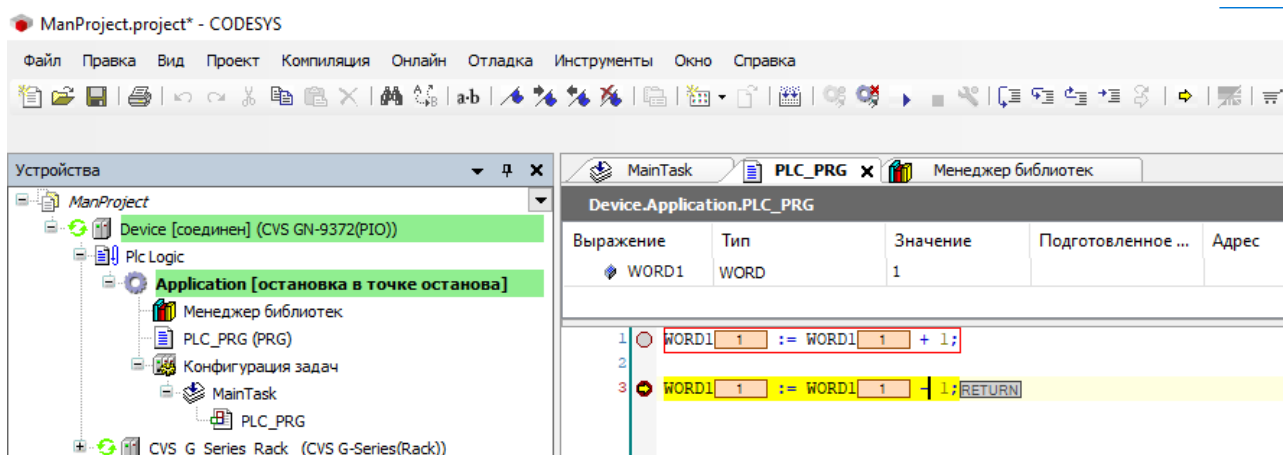 ManProject.project* - CODESYS
Файл Правка Вид Проект Компиляция Онлайн Отладка Инструменты Окно Справка
Устройства
MainTask PLC_PRG Менеджер библиотек
ManProject
Device [соединен] (CVS GN-9372(PIO))
Plc Logic
Application [остановка в точке останова]
Менеджер библиотек
PLC_PRG (PRG)
Конфигурация задач
MainTask
PLC_PRG
CVS_G_Series_Rack (CVS G-Series(Rack))
Device.Application.PLC_PRG
Выражение Тип Значение Подготовленное ... Адрес
WORD1 WORD 1
1 WORD1 1 := WORD1 1 + 1;
2
3 WORD1 1 := WORD1 1 - 1; RETURN